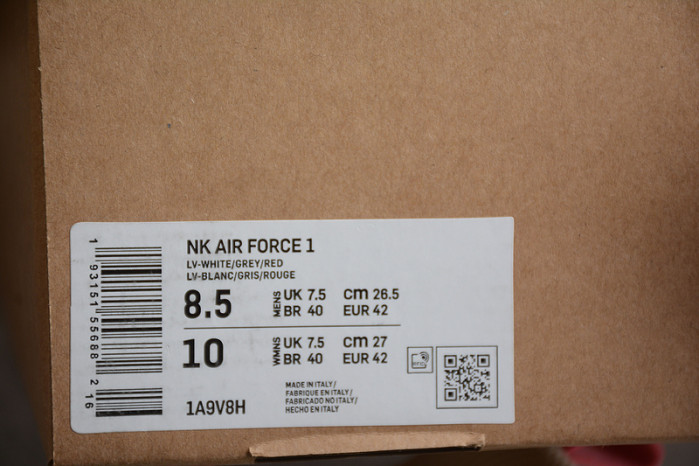 NK AIR FORCE 1
LV-WHITE/GREY/RED
LV-BLANC/GRIS/ROUGE
8.5 MENS UK 7.5 cm 26.5
BR 40 EUR 42
10 WMNS UK 7.5 cm 27
BR 40 EUR 42
MADE IN ITALY/
FABRIQUE EN ITALY/
FABRICADO NO ITALY/
HECHO EN ITALY
1A9V8H
1 93151 55688 2 16